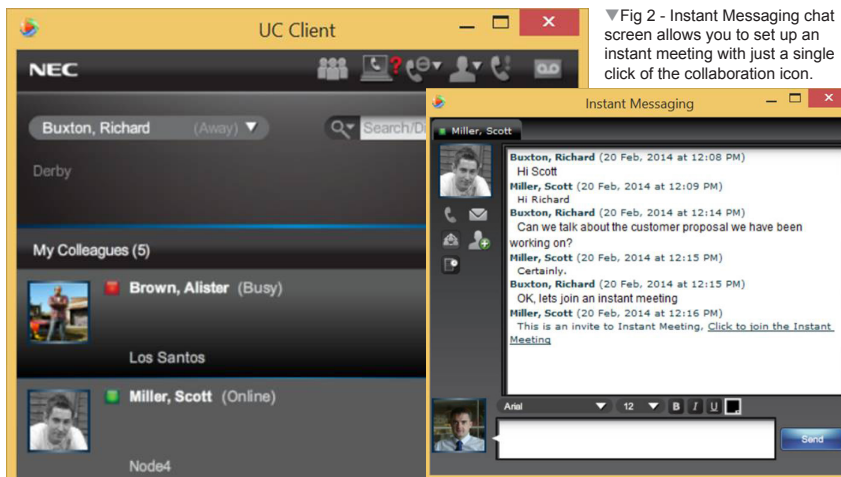 UC Client
NEC
Buxton, Richard (Away)
Search/Di
Derby
My Colleagues (5)
Brown, Alister (Busy)
Los Santos
Miller, Scott (Online)
Node4
▼Fig 2 - Instant Messaging chat
screen allows you to set up an
instant meeting with just a single
click of the collaboration icon.
Instant Messaging
Miller, Scott
Buxton, Richard (20 Feb, 2014 at 12:08 PM)
Hi Scott
Miller, Scott (20 Feb, 2014 at 12:09 PM)
Hi Richard
Buxton, Richard (20 Feb, 2014 at 12:14 PM)
Can we talk about the customer proposal we have been
working on?
Miller, Scott (20 Feb, 2014 at 12:15 PM)
Certainly.
Buxton, Richard (20 Feb, 2014 at 12:15 PM)
OK, lets join an instant meeting
Miller, Scott (20 Feb, 2014 at 12:16 PM)
This is an invite to Instant Meeting, Click to join the Instant
Meeting
Arial 12 B I U
Send